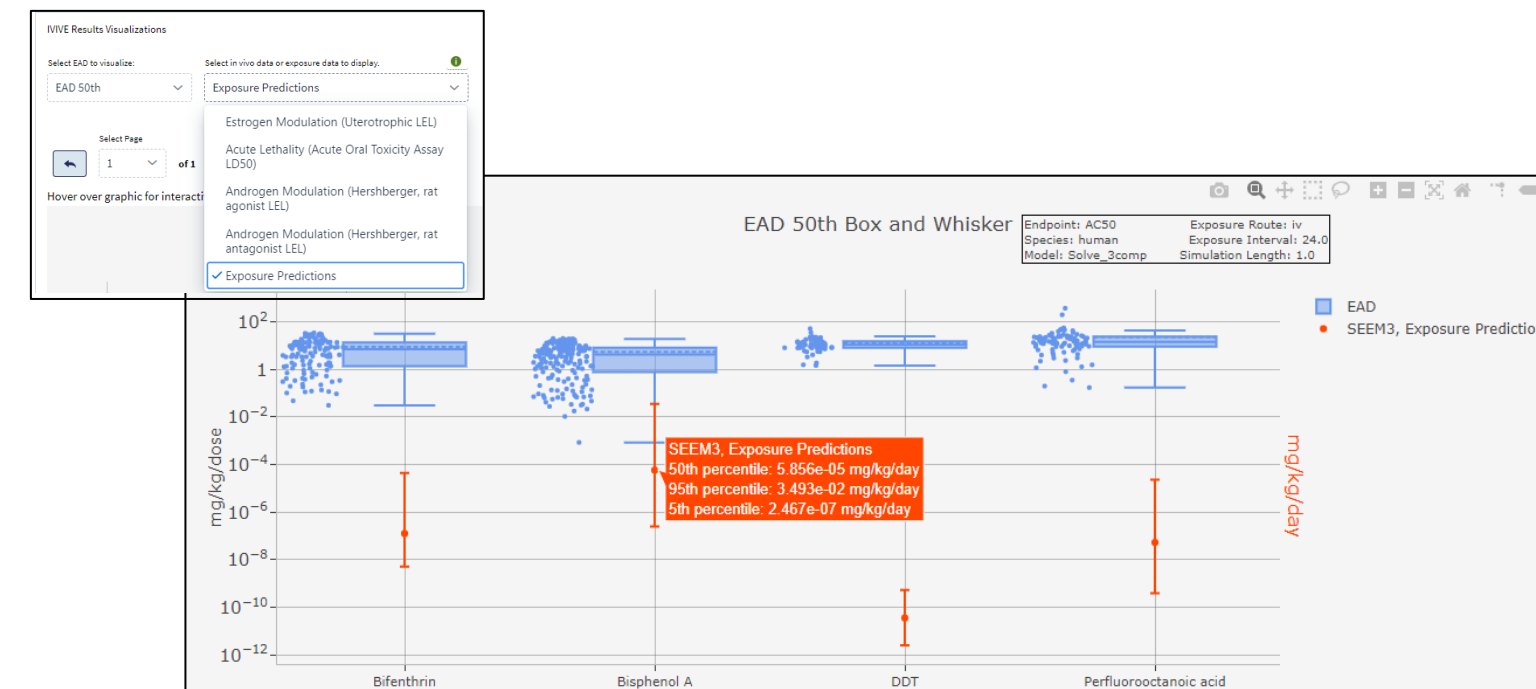 IVIVE Results Visualizations
Select EAD to visualize:
Select in vivo data or exposure data to display.
EAD 50th
Exposure Predictions
Estrogen Modulation (Uterotrophic LEL)
Acute Lethality (Acute Oral Toxicity Assay
LD50)
Androgen Modulation (Hershberger, rat
agonist LEL)
Androgen Modulation (Hershberger, rat
antagonist LEL)
Exposure Predictions
Select Page
1
of 1
Hover over graphic for interacti
EAD 50th Box and Whisker
Endpoint: AC50 Exposure Route: iv
Species: human Exposure Interval: 24.0
Model: Solve_3comp Simulation Length: 1.0
EAD
SEEM3, Exposure Predictio
mg/kg/dose
10²
1
10⁻²
10⁻⁴
10⁻⁶
10⁻⁸
10⁻¹⁰
10⁻¹²
SEEM3, Exposure Predictions
50th percentile: 5.856e-05 mg/kg/day
95th percentile: 3.493e-02 mg/kg/day
5th percentile: 2.467e-07 mg/kg/day
mg/kg/day
Bifenthrin
Bisphenol A
DDT
Perfluorooctanoic acid